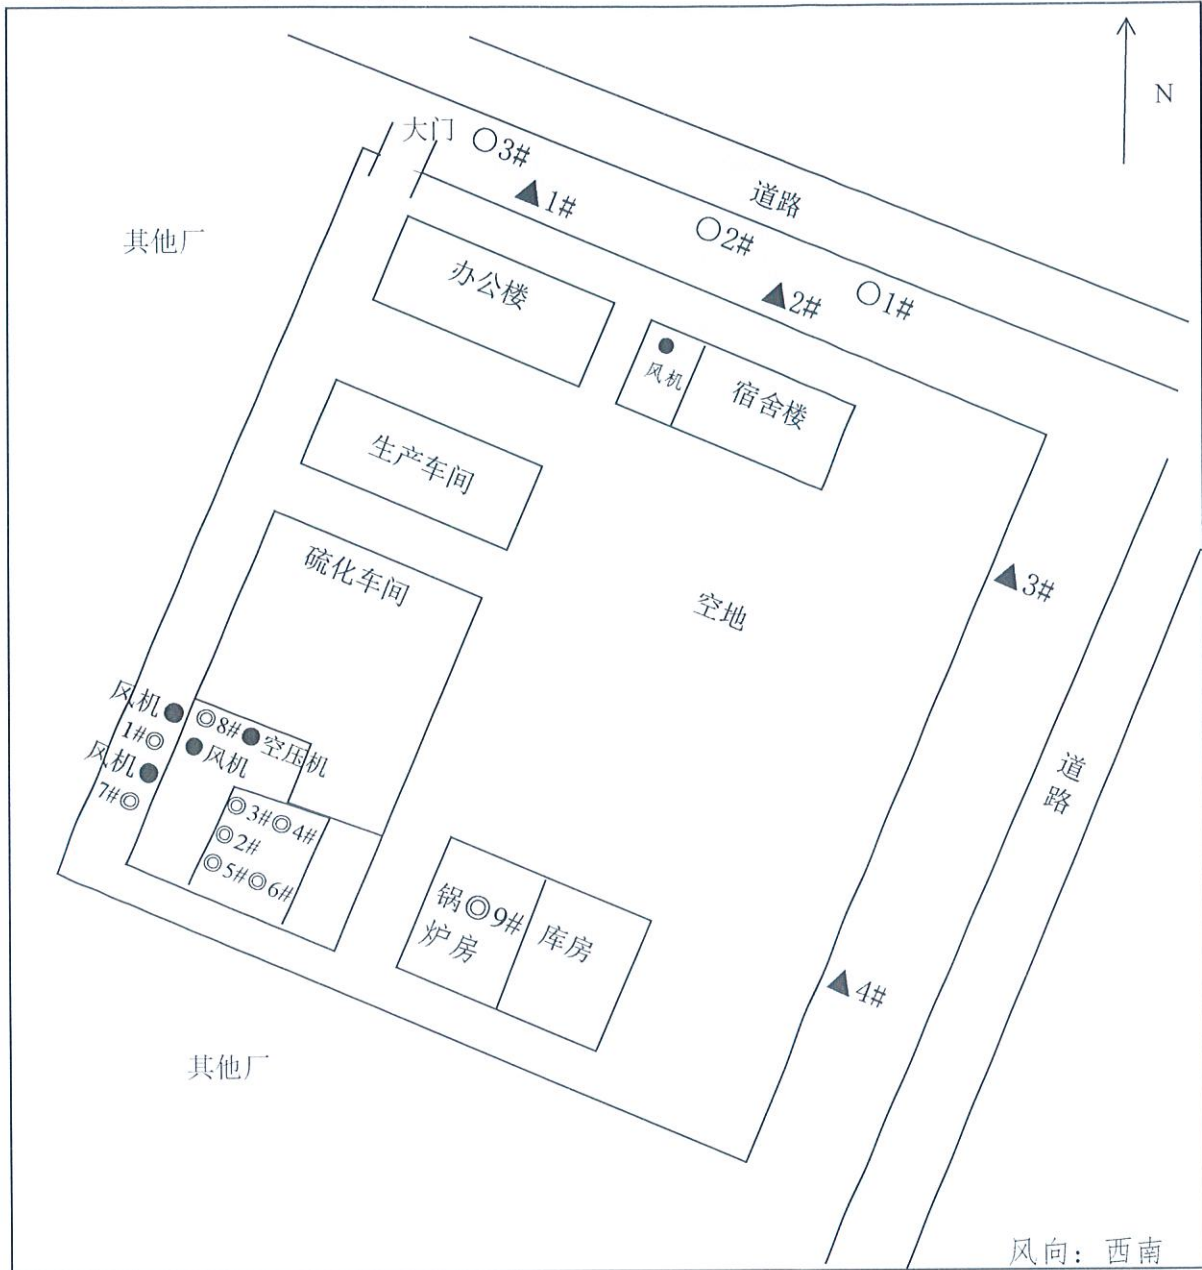 N
大门 ○3#
▲1#
道路
○2#
▲2#
○1#
其他厂
办公楼
风机
宿舍楼
生产车间
硫化车间
空地
▲3#
风机
1#◎
风机
7#◎
◎8#
空压机
风机
◎3#◎4#
◎2#
◎5#◎6#
锅◎9#
炉房
库房
道路
▲4#
其他厂
风向：西南